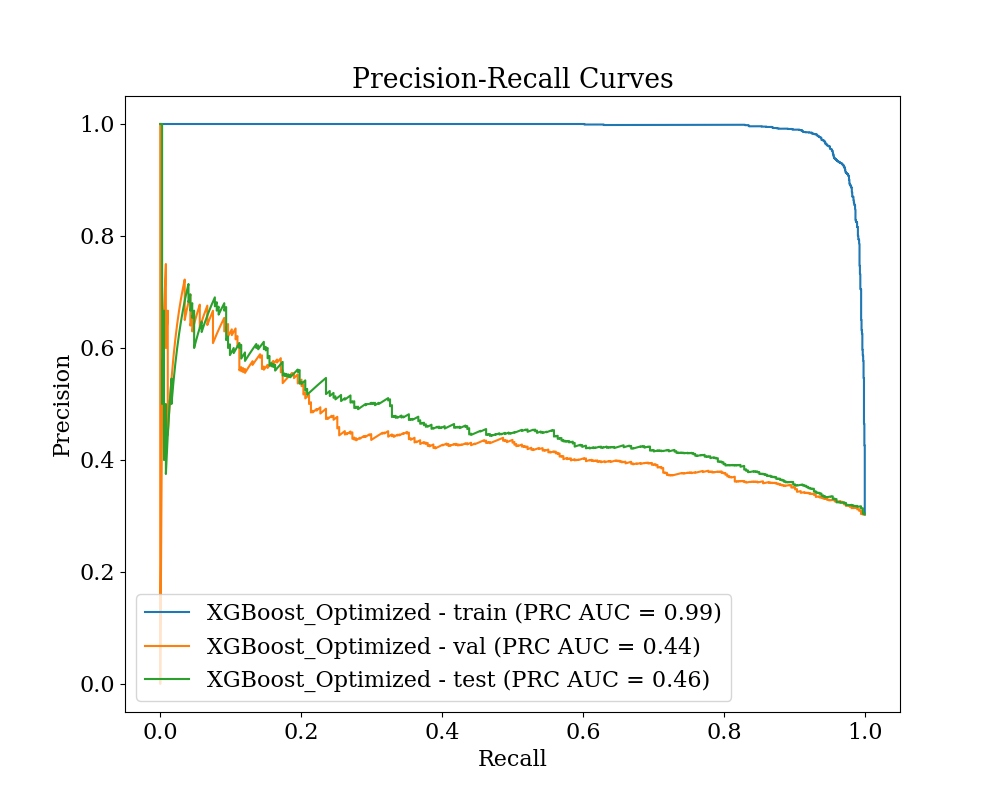 Precision-Recall Curves
1.0
0.8
0.6
0.4
0.2
0.0
Precision
XGBoost_Optimized - train (PRC AUC = 0.99)
XGBoost_Optimized - val (PRC AUC = 0.44)
XGBoost_Optimized - test (PRC AUC = 0.46)
0.0 0.2 0.4 0.6 0.8 1.0
Recall